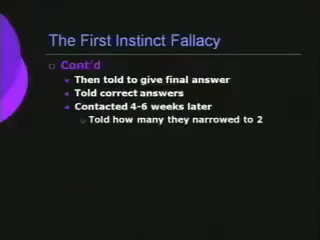 The First Instinct Fallacy
Cont'd
Then told to give final answer
Told correct answers
Contacted 4-6 weeks later
Told how many they narrowed to 2